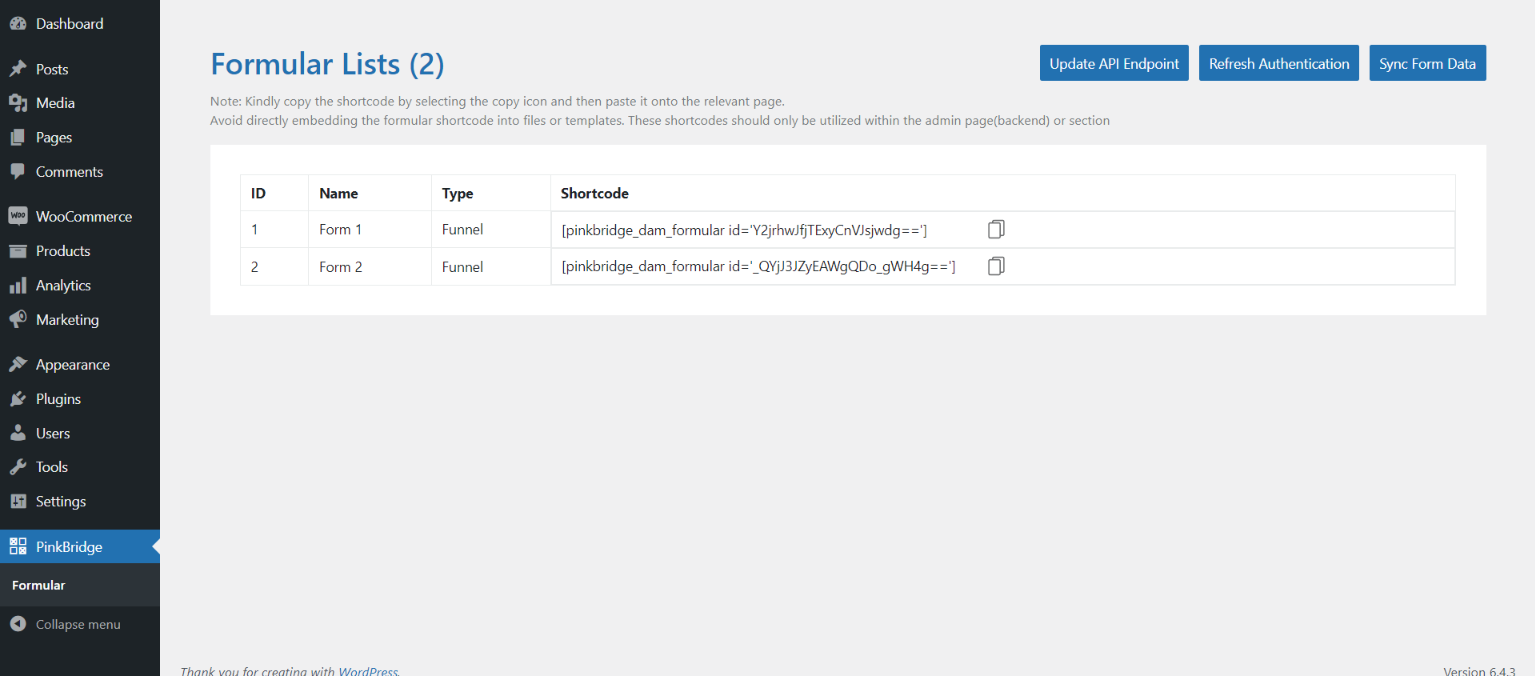 Dashboard
Posts
Media
Pages
Comments
WOO WooCommerce
Products
Analytics
Marketing
Appearance
Plugins
Users
Tools
Settings
PinkBridge
Formular
Collapse menu
Formular Lists (2)
Update API Endpoint Refresh Authentication Sync Form Data
Note: Kindly copy the shortcode by selecting the copy icon and then paste it onto the relevant page.
Avoid directly embedding the formular shortcode into files or templates. These shortcodes should only be utilized within the admin page(backend) or section
ID Name Type Shortcode
1 Form 1 Funnel [pinkbridge_dam_formular id='Y2jrhwJfjTExyCnVJsjwdg==']
2 Form 2 Funnel [pinkbridge_dam_formular id='_QYjJ3JZyEAWgQDo_gWH4g==']
Thank you for creating with WordPress. Version 6.4.3